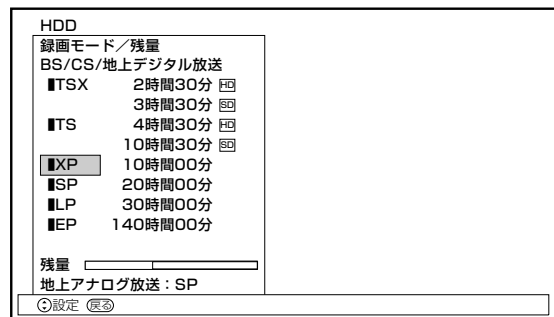 HDD
録画モード／残量
BS/CS/地上デジタル放送
▮TSX 2時間30分 HD
3時間30分 SD
▮TS 4時間30分 HD
10時間30分 SD
▮XP 10時間00分
▮SP 20時間00分
▮LP 30時間00分
▮EP 140時間00分
残量
地上アナログ放送：SP
設定 戻る